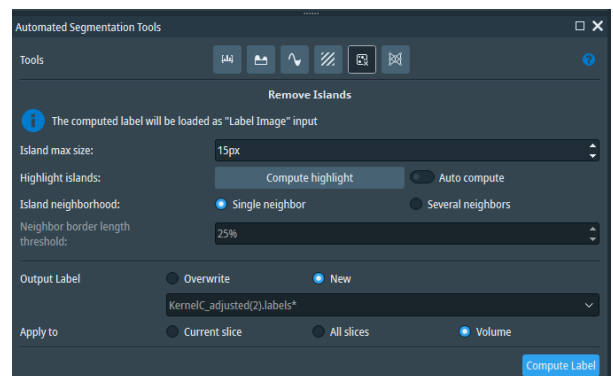 Automated Segmentation Tools
Tools
?
Remove Islands
i The computed label will be loaded as "Label Image" input
Island max size: 15px
Highlight islands: Compute highlight Auto compute
Island neighborhood: Single neighbor Several neighbors
Neighbor border length
threshold: 25%
Output Label Overwrite New
KernelC_adjusted(2).labels*
Apply to Current slice All slices Volume
Compute Label